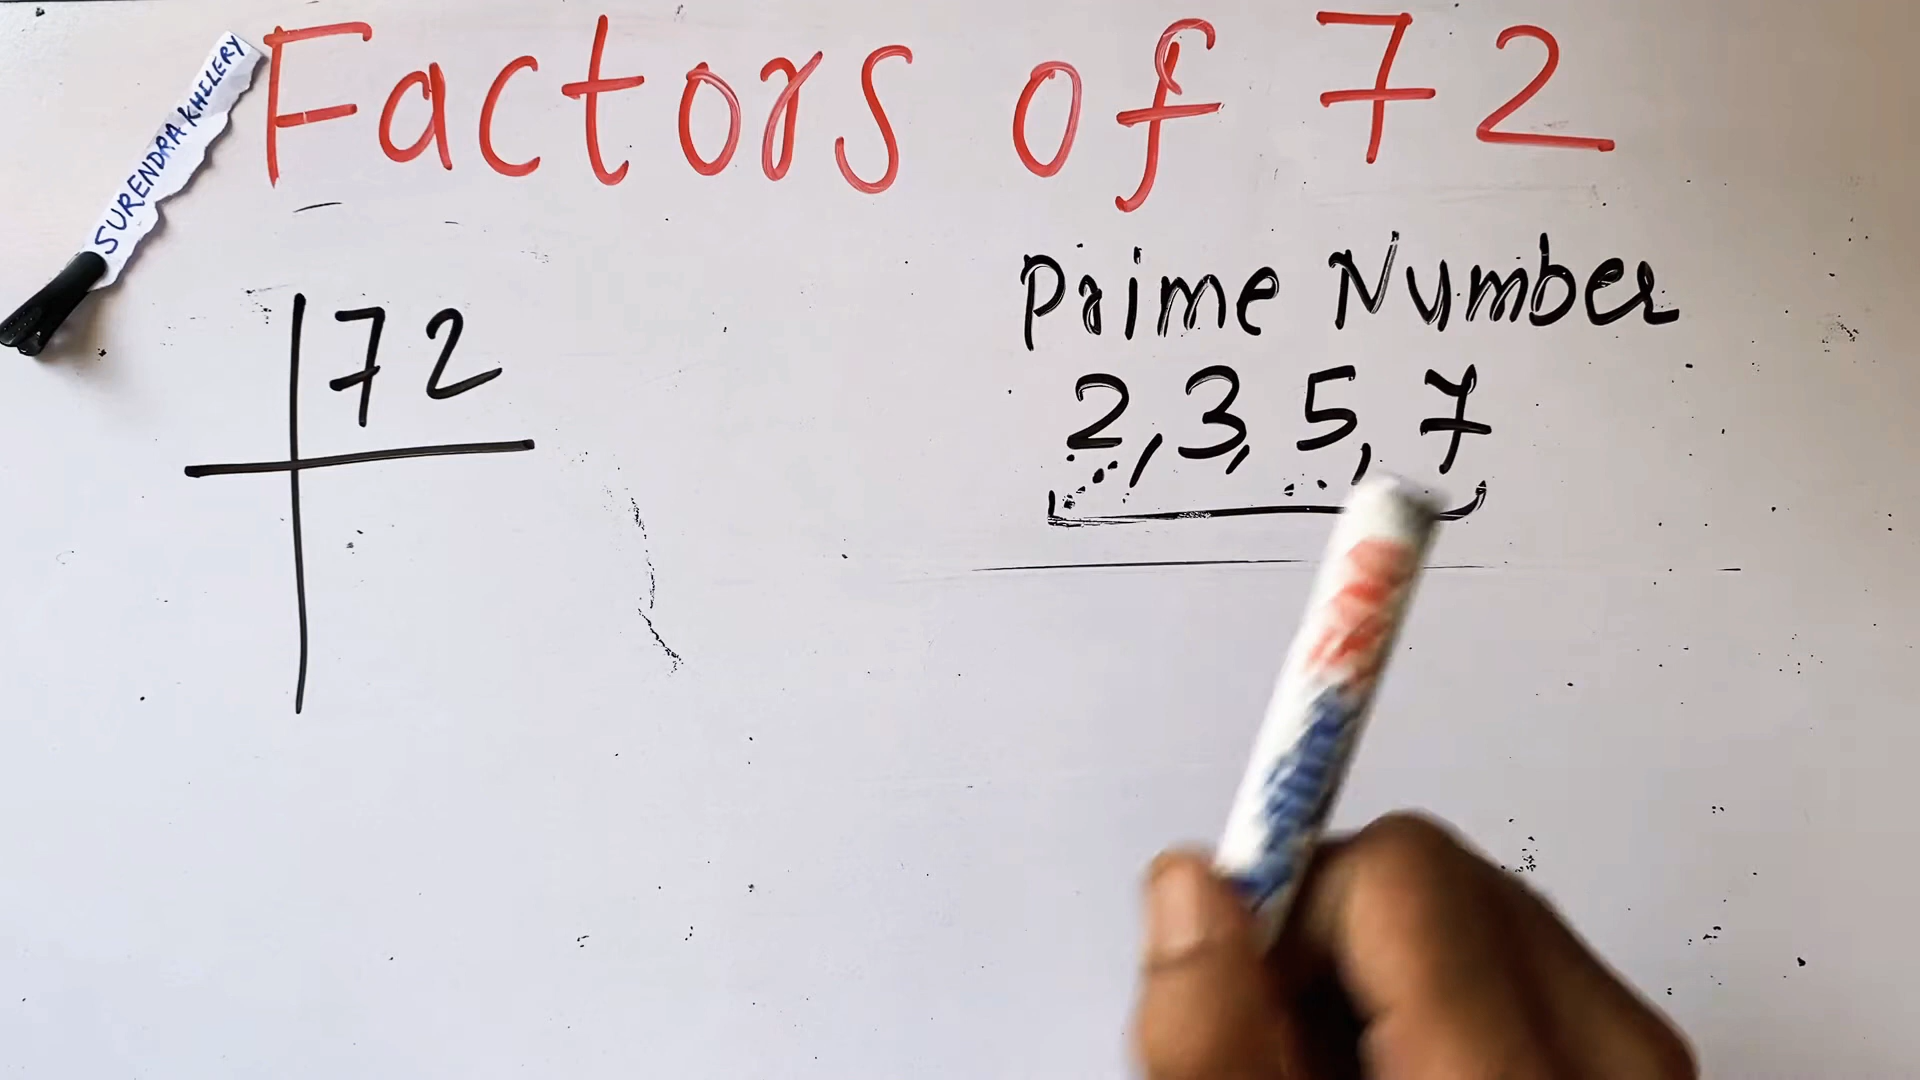 Factors of 72
SURENDRA KHILERY
Prime Number
72
2, 3, 5, 7